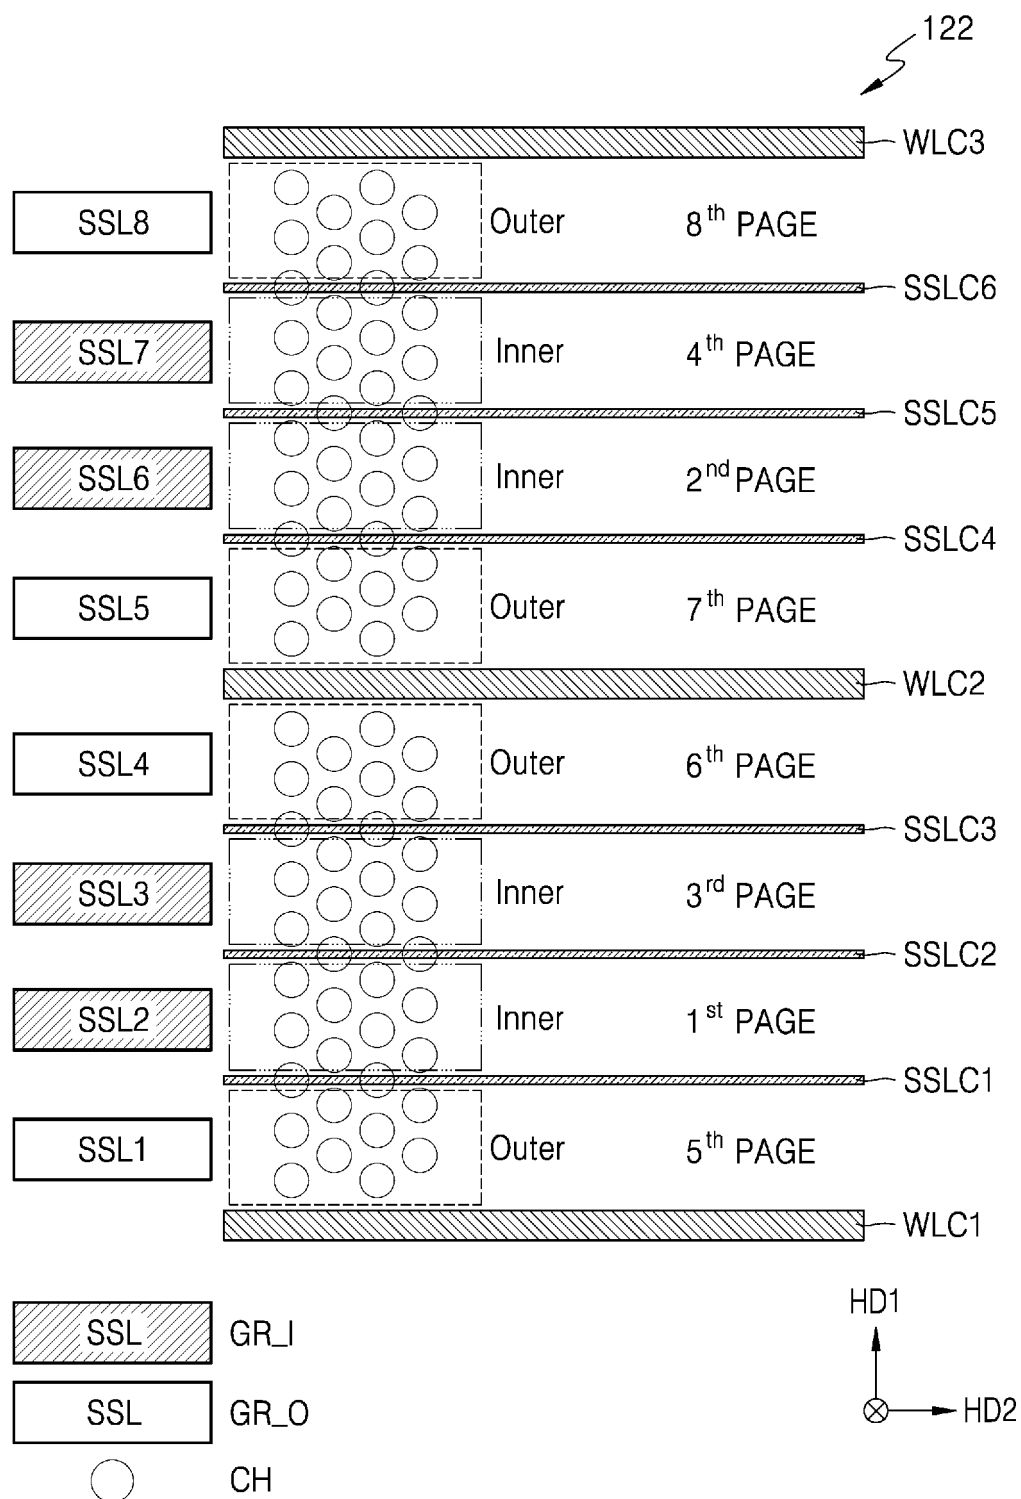 122
WLC3
SSL8 Outer 8th PAGE
SSLC6
SSL7 Inner 4th PAGE
SSLC5
SSL6 Inner 2nd PAGE
SSLC4
SSL5 Outer 7th PAGE
WLC2
SSL4 Outer 6th PAGE
SSLC3
SSL3 Inner 3rd PAGE
SSLC2
SSL2 Inner 1st PAGE
SSLC1
SSL1 Outer 5th PAGE
WLC1
HD1
SSL GR_I
SSL GR_O
HD2
CH